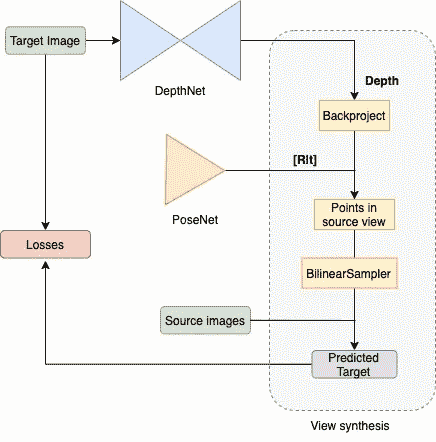 Target Image
DepthNet
Depth
Backproject
[R|t]
PoseNet
Points in
source view
Losses
BilinearSampler
Source images
Predicted
Target
View synthesis